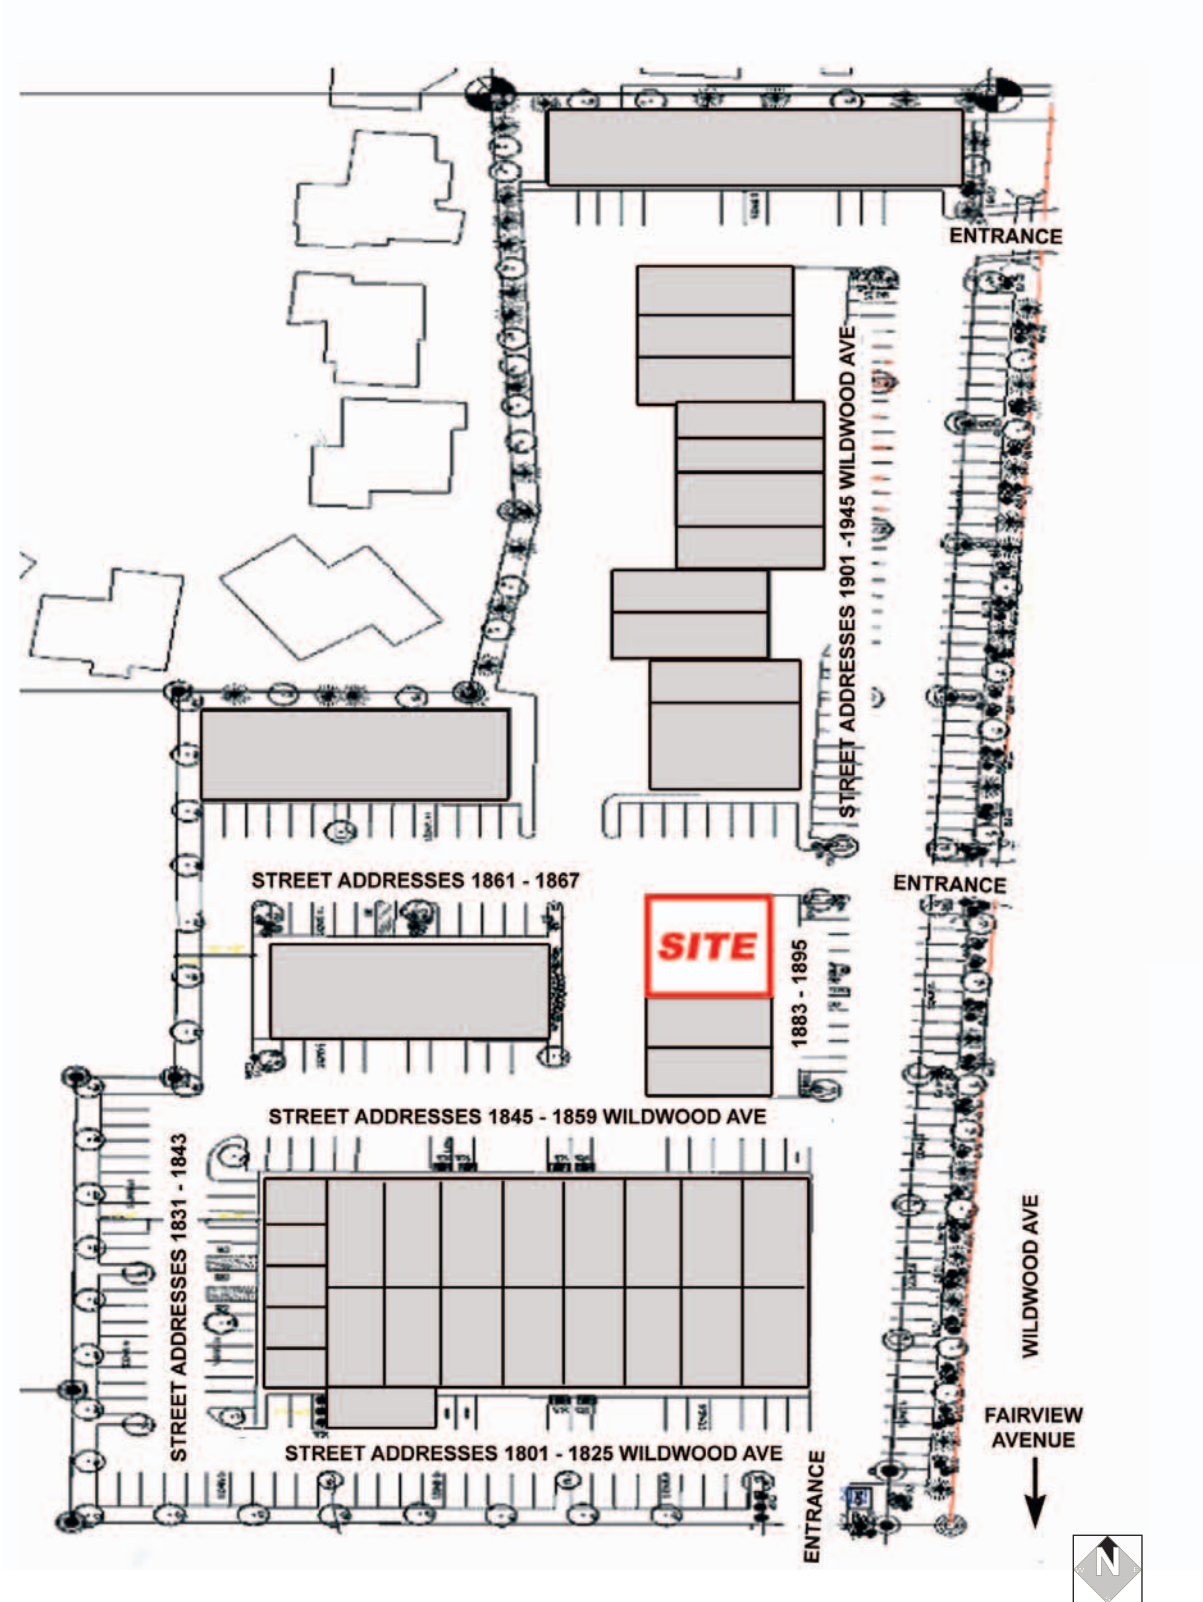 ENTRANCE
STREET ADDRESSES 1901 -1945 WILDWOOD AVE
STREET ADDRESSES 1861 - 1867
ENTRANCE
SITE
1883 - 1895
STREET ADDRESSES 1845 - 1859 WILDWOOD AVE
STREET ADDRESSES 1831 - 1843
WILDWOOD AVE
FAIRVIEW
AVENUE
STREET ADDRESSES 1801 - 1825 WILDWOOD AVE
ENTRANCE
N